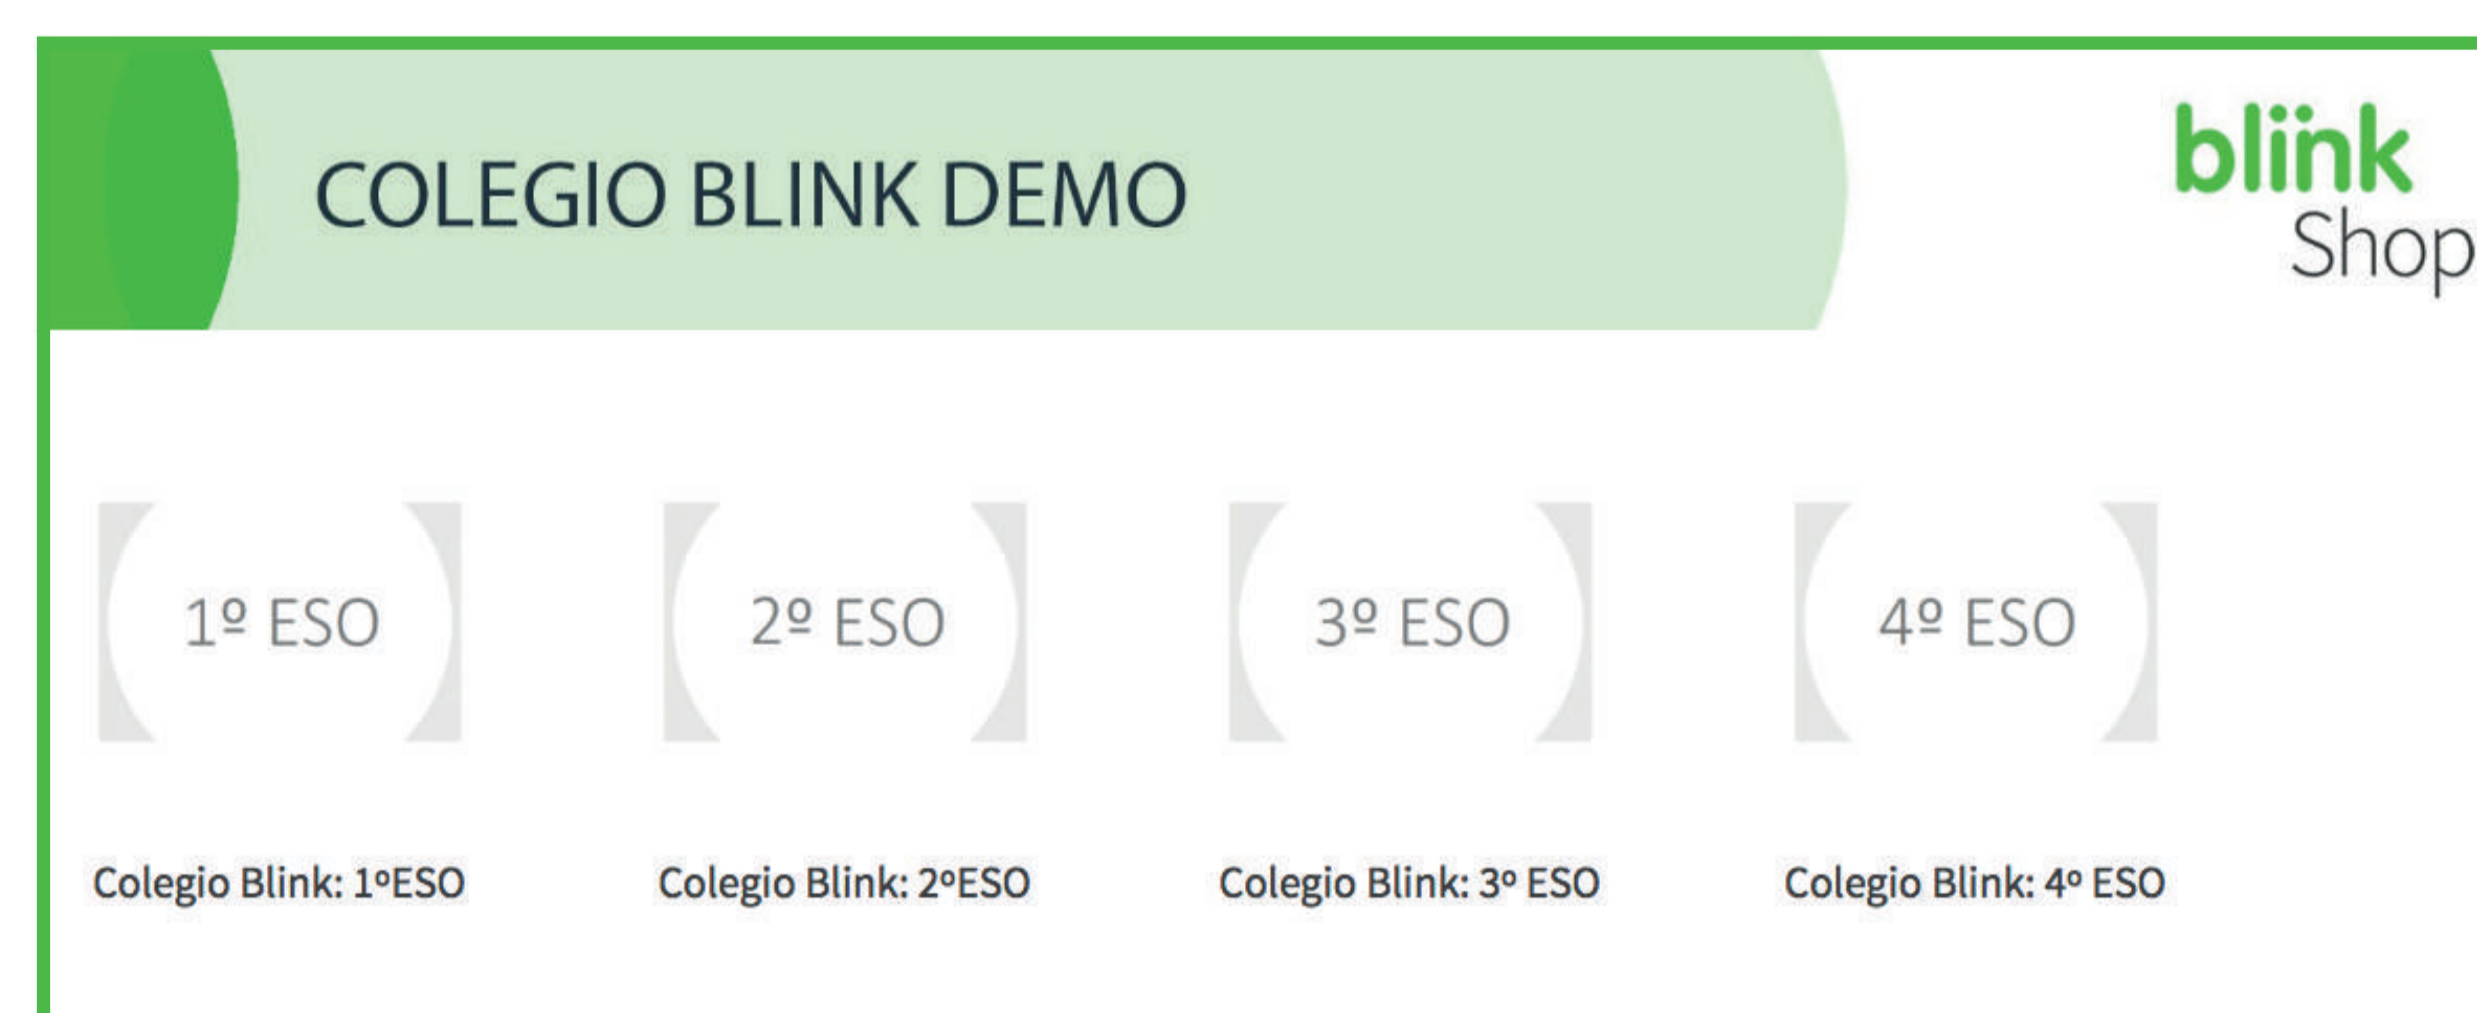 COLEGIO BLINK DEMO
blink
Shop
1º ESO
2º ESO
3º ESO
4º ESO
Colegio Blink: 1ºESO
Colegio Blink: 2ºESO
Colegio Blink: 3º ESO
Colegio Blink: 4º ESO